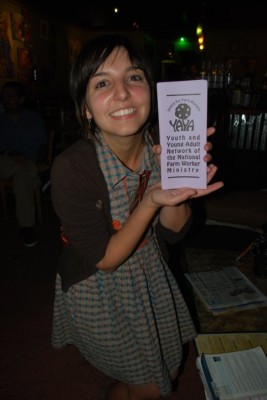 YAYA
Youth and
Young Adult
Network of
the National
Farm Worker
Ministry